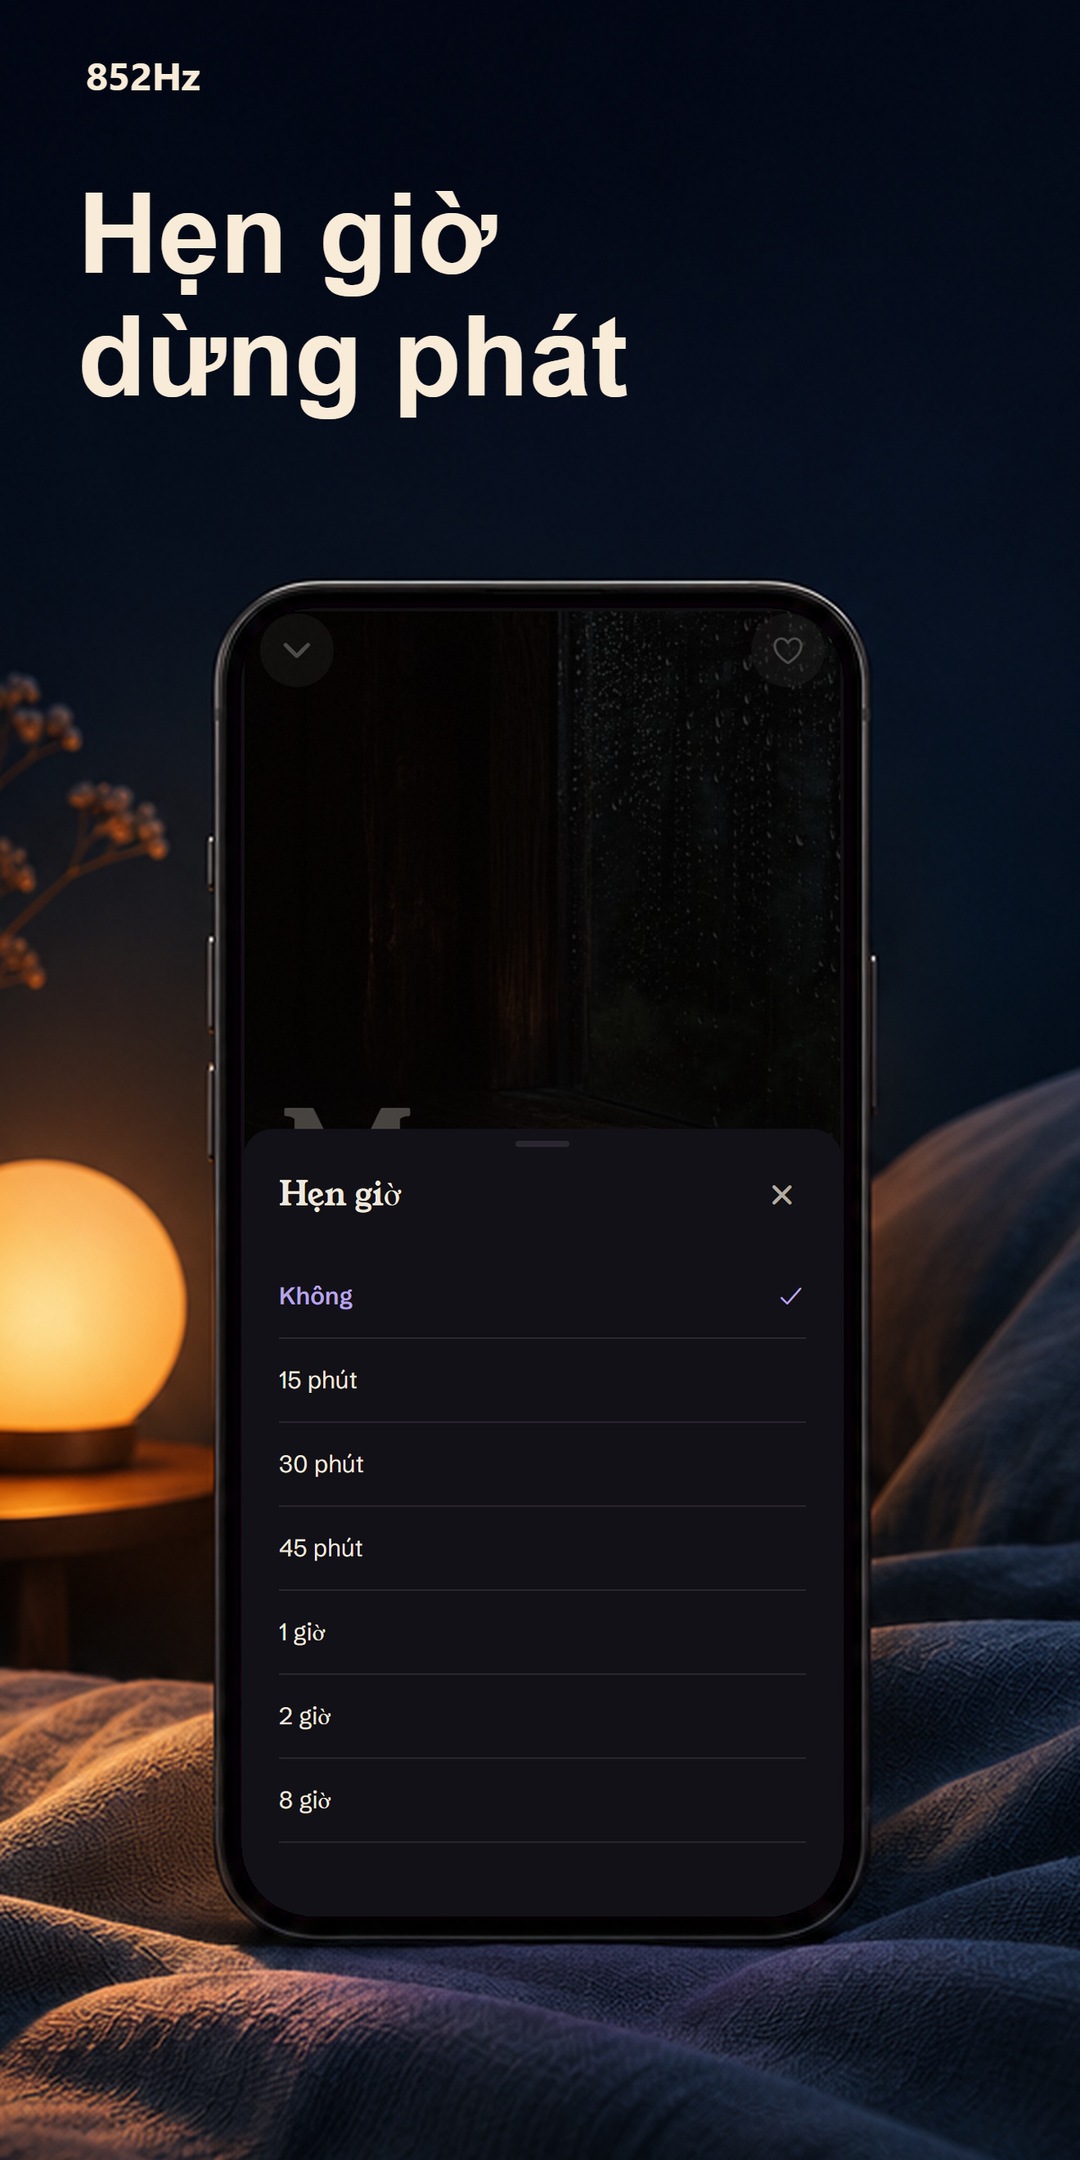 852Hz
Hẹn giờ
dừng phát
Hẹn giờ
Không
15 phút
30 phút
45 phút
1 giờ
2 giờ
8 giờ